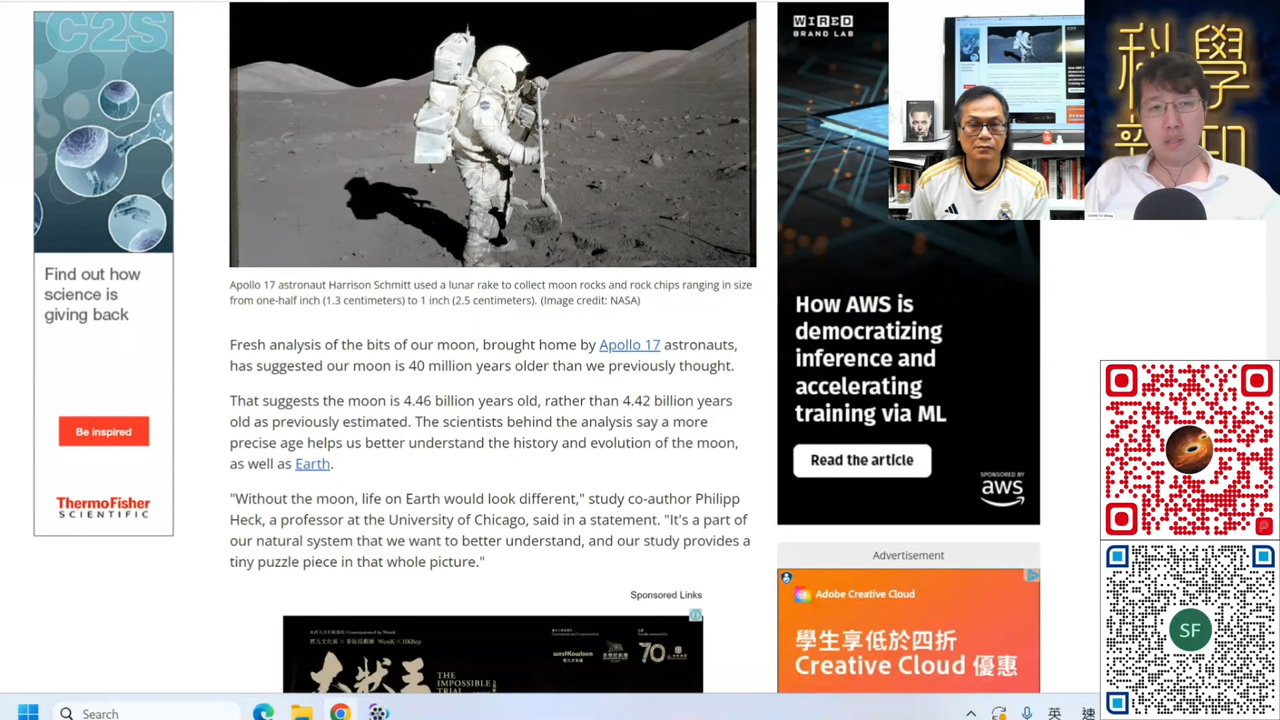 C2S
Find out how
science is
giving back
Be inspired
ThermoFisher
SCIENTIFIC
Apollo 17 astronaut Harrison Schmitt used a lunar rake to collect moon rocks and rock chips ranging in size
from one-half inch (1.3 centimeters) to 1 inch (2.5 centimeters). (Image credit: NASA)
Fresh analysis of the bits of our moon, brought home by Apollo 17 astronauts,
has suggested our moon is 40 million years older than we previously thought.
That suggests the moon is 4.46 billion years old, rather than 4.42 billion years
old as previously estimated. The scientists behind the analysis say a more
precise age helps us better understand the history and evolution of the moon,
as well as Earth.
"Without the moon, life on Earth would look different," study co-author Philipp
Heck, a professor at the University of Chicago, said in a statement. "It's a part of
our natural system that we want to better understand, and our study provides a
tiny puzzle piece in that whole picture."
Sponsored Links
westKowloon
70
大狀王
THE
IMPOSSIBLE
TRIAL
WIRED
BRAND LAB
How AWS is
democratizing
inference and
accelerating
training via ML
Read the article
SPONSORED BY
aws
Advertisement
Adobe Creative Cloud
學生享低於四折
Creative Cloud 優惠
科學
SF
Search
英
速